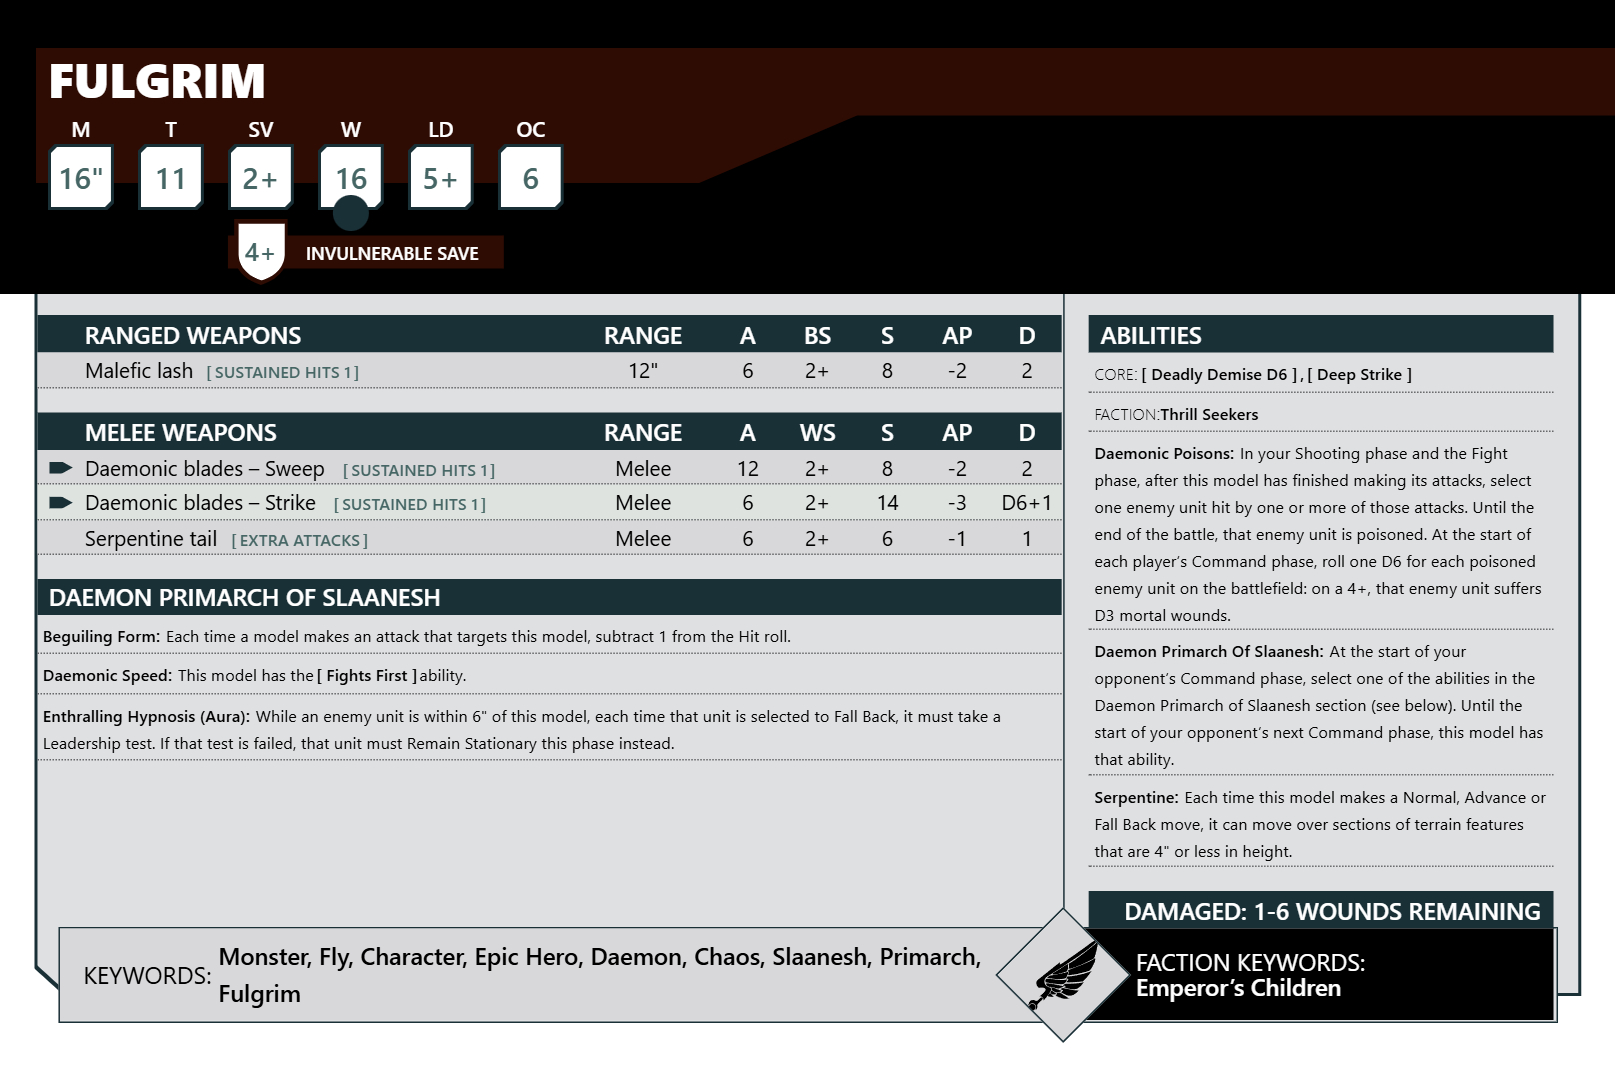 FULGRIM
M T SV W LD OC
16" 11 2+ 16 5+ 6
4+ INVULNERABLE SAVE
RANGED WEAPONS RANGE A BS S AP D
Malefic lash [ SUSTAINED HITS 1 ] 12" 6 2+ 8 -2 2
MELEE WEAPONS RANGE A WS S AP D
Daemonic blades – Sweep [ SUSTAINED HITS 1 ] Melee 12 2+ 8 -2 2
Daemonic blades – Strike [ SUSTAINED HITS 1 ] Melee 6 2+ 14 -3 D6+1
Serpentine tail [ EXTRA ATTACKS ] Melee 6 2+ 6 -1 1
DAEMON PRIMARCH OF SLAANESH
Beguiling Form: Each time a model makes an attack that targets this model, subtract 1 from the Hit roll.
Daemonic Speed: This model has the [ Fights First ] ability.
Enthralling Hypnosis (Aura): While an enemy unit is within 6" of this model, each time that unit is selected to Fall Back, it must take a
Leadership test. If that test is failed, that unit must Remain Stationary this phase instead.
ABILITIES
CORE: [ Deadly Demise D6 ] , [ Deep Strike ]
FACTION:Thrill Seekers
Daemonic Poisons: In your Shooting phase and the Fight
phase, after this model has finished making its attacks, select
one enemy unit hit by one or more of those attacks. Until the
end of the battle, that enemy unit is poisoned. At the start of
each player’s Command phase, roll one D6 for each poisoned
enemy unit on the battlefield: on a 4+, that enemy unit suffers
D3 mortal wounds.
Daemon Primarch Of Slaanesh: At the start of your
opponent’s Command phase, select one of the abilities in the
Daemon Primarch of Slaanesh section (see below). Until the
start of your opponent’s next Command phase, this model has
that ability.
Serpentine: Each time this model makes a Normal, Advance or
Fall Back move, it can move over sections of terrain features
that are 4" or less in height.
DAMAGED: 1-6 WOUNDS REMAINING
KEYWORDS: Monster, Fly, Character, Epic Hero, Daemon, Chaos, Slaanesh, Primarch,
Fulgrim
FACTION KEYWORDS:
Emperor’s Children